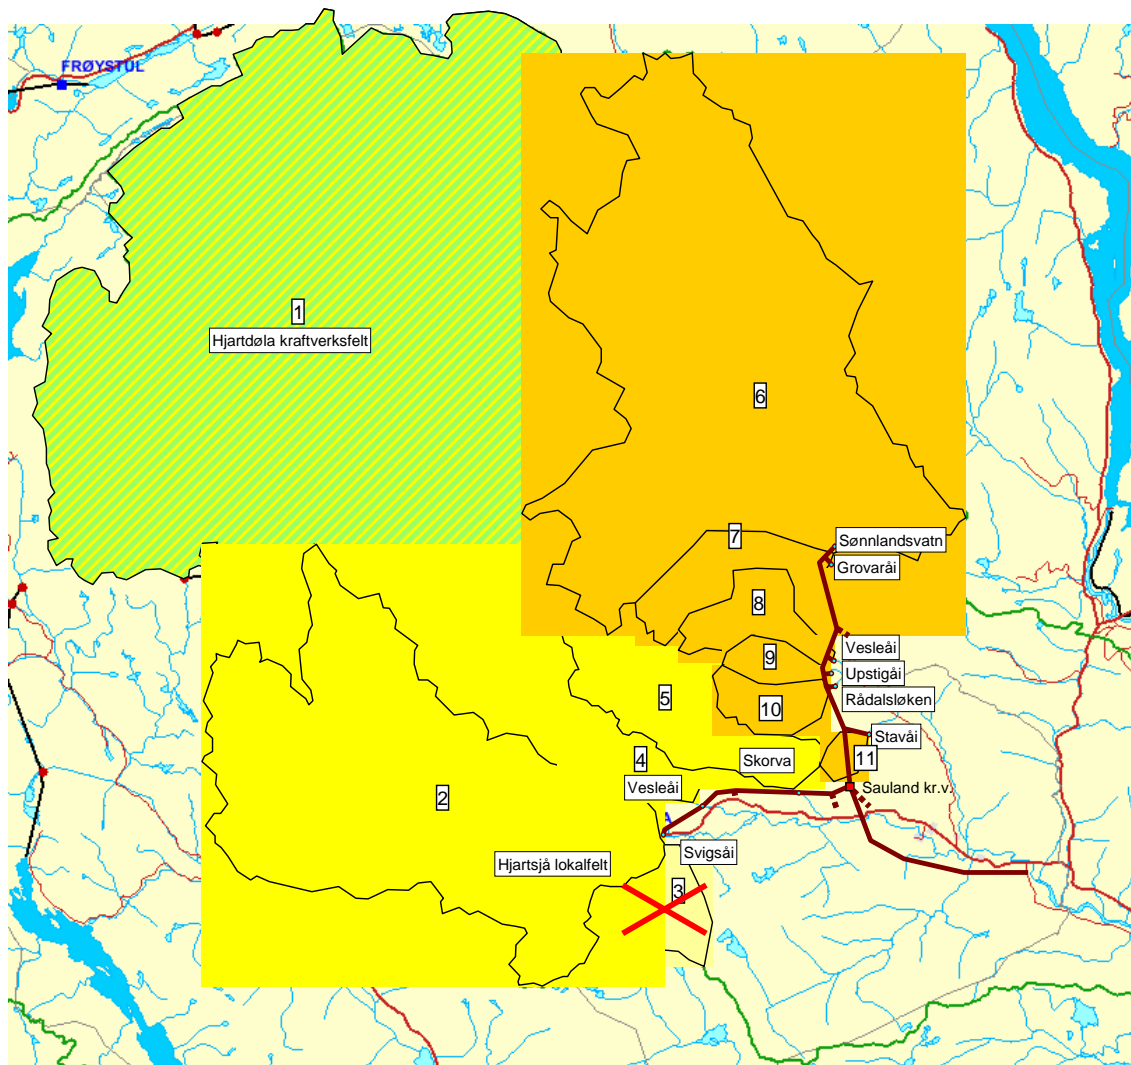 FRØYSTUL
1
Hjartdøla kraftverksfelt
6
7
Sønnlandsvatn
Grovaråi
8
Vesleåi
9
Upstigåi
5
Rådalsløken
10
Stavåi
4
Skorva
11
Vesleåi
Sauland kr.v.
2
A
Svigsåi
Hjartsjå lokalfelt
3